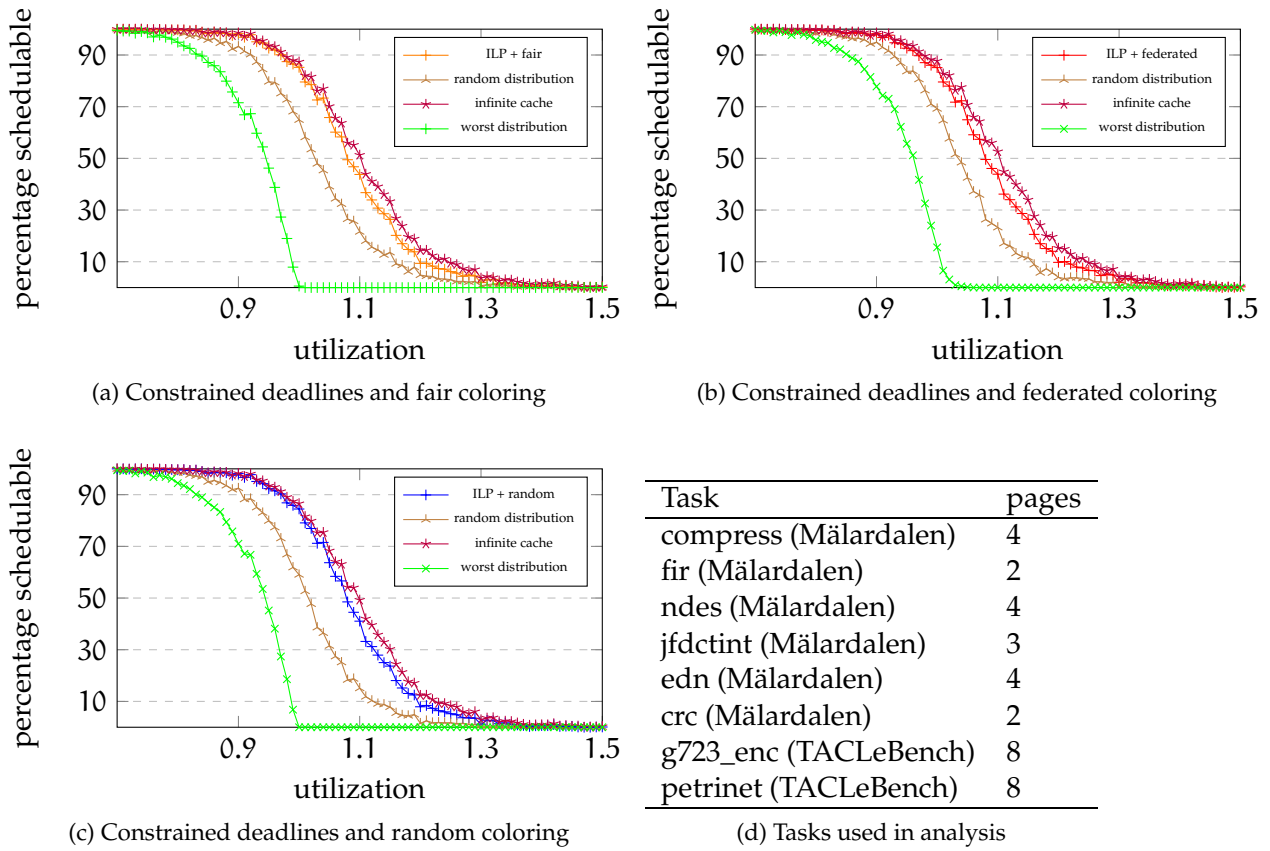 percentage schedulable
90
70
50
30
10
0.9
1.1
1.3
1.5
utilization
ILP + fair
random distribution
infinite cache
worst distribution
(a) Constrained deadlines and fair coloring
percentage schedulable
90
70
50
30
10
0.9
1.1
1.3
1.5
utilization
ILP + federated
random distribution
infinite cache
worst distribution
(b) Constrained deadlines and federated coloring
percentage schedulable
90
70
50
30
10
0.9
1.1
1.3
1.5
utilization
ILP + random
random distribution
infinite cache
worst distribution
(c) Constrained deadlines and random coloring
Task pages
compress (Mälardalen) 4
fir (Mälardalen) 2
ndes (Mälardalen) 4
jfdctint (Mälardalen) 3
edn (Mälardalen) 4
crc (Mälardalen) 2
g723_enc (TACLeBench) 8
petrinet (TACLeBench) 8
(d) Tasks used in analysis